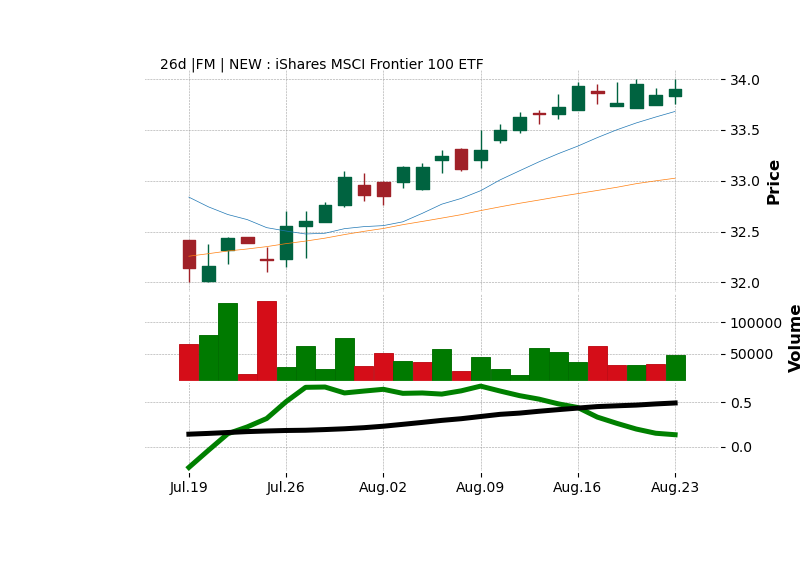 26d |FM | NEW : iShares MSCI Frontier 100 ETF
34.0
33.5
33.0
32.5
32.0
Price
100000
50000
Volume
0.5
0.0
Jul.19 Jul.26 Aug.02 Aug.09 Aug.16 Aug.23